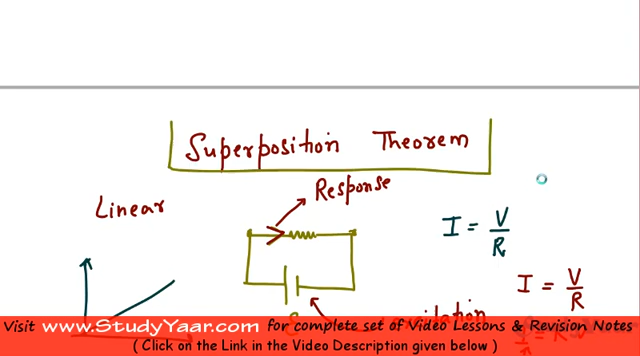 Superposition Theorem
Response
Linear
I = V/R
I = V/R
Visit www.StudyYaar.com for complete set of Video Lessons & Revision Notes
( Click on the Link in the Video Description given below )